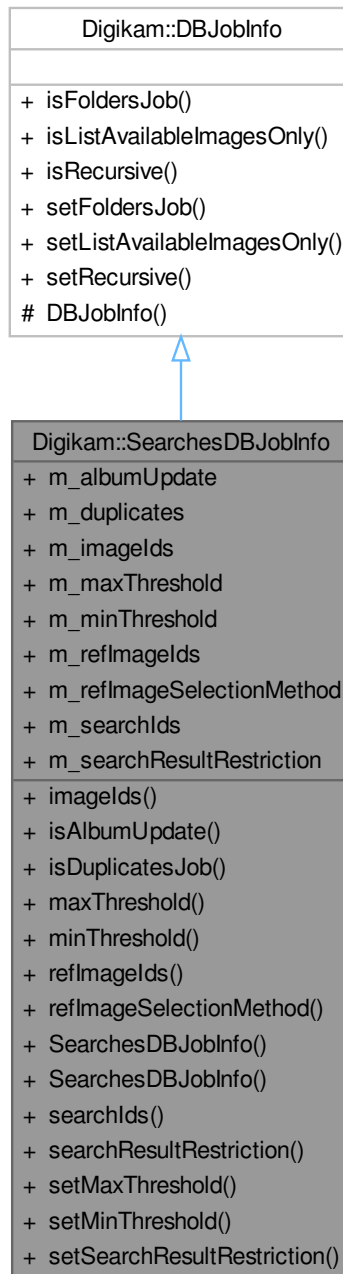 Digikam::DBJobInfo
+ isFoldersJob()
+ isListAvailableImagesOnly()
+ isRecursive()
+ setFoldersJob()
+ setListAvailableImagesOnly()
+ setRecursive()
# DBJobInfo()
Digikam::SearchesDBJobInfo
+ m_albumUpdate
+ m_duplicates
+ m_imageIds
+ m_maxThreshold
+ m_minThreshold
+ m_refImageIds
+ m_refImageSelectionMethod
+ m_searchIds
+ m_searchResultRestriction
+ imageIds()
+ isAlbumUpdate()
+ isDuplicatesJob()
+ maxThreshold()
+ minThreshold()
+ refImageIds()
+ refImageSelectionMethod()
+ SearchesDBJobInfo()
+ SearchesDBJobInfo()
+ searchIds()
+ searchResultRestriction()
+ setMaxThreshold()
+ setMinThreshold()
+ setSearchResultRestriction()